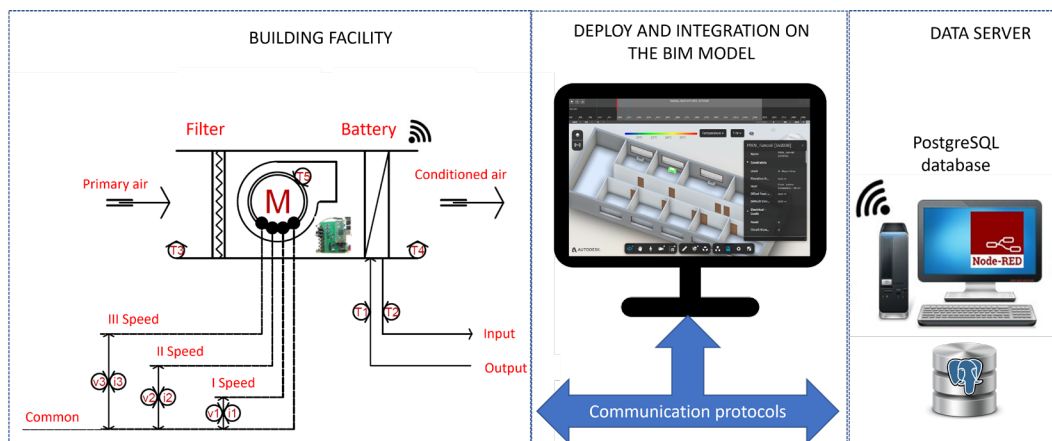 BUILDING FACILITY
DEPLOY AND INTEGRATION ON
THE BIM MODEL
DATA SERVER
Filter
Battery
Primary air
Conditioned air
M
T5
T3
T4
T1
T2
III Speed
II Speed
I Speed
Input
Output
v3
i3
v2
i2
v1
i1
Common
AUTODESK
Communication protocols
PostgreSQL
database
Node-RED